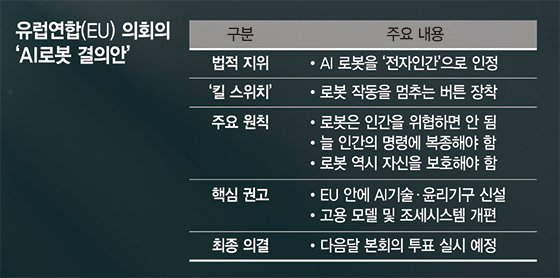 유럽연합(EU) 의회의
‘AI로봇 결의안’
구분 주요 내용
법적 지위 • AI 로봇을 ‘전자인간’으로 인정
‘킬 스위치’ • 로봇 작동을 멈추는 버튼 장착
주요 원칙 • 로봇은 인간을 위협하면 안 됨
• 늘 인간의 명령에 복종해야 함
• 로봇 역시 자신을 보호해야 함
핵심 권고 • EU 안에 AI기술·윤리기구 신설
• 고용 모델 및 조세시스템 개편
최종 의결 • 다음달 본회의 투표 실시 예정